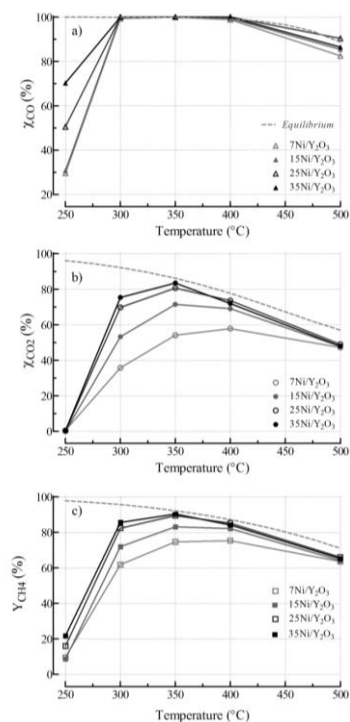 100
80
60
40
20
a)
χCO (%)
Equilibrium
7Ni/Y2O3
15Ni/Y2O3
25Ni/Y2O3
35Ni/Y2O3
250 300 350 400 450 500
Temperature (°C)
100
80
60
40
20
0
b)
χCO2 (%)
7Ni/Y2O3
15Ni/Y2O3
25Ni/Y2O3
35Ni/Y2O3
250 300 350 400 450 500
Temperature (°C)
100
80
60
40
20
0
c)
YCH4 (%)
7Ni/Y2O3
15Ni/Y2O3
25Ni/Y2O3
35Ni/Y2O3
250 300 350 400 450 500
Temperature (°C)